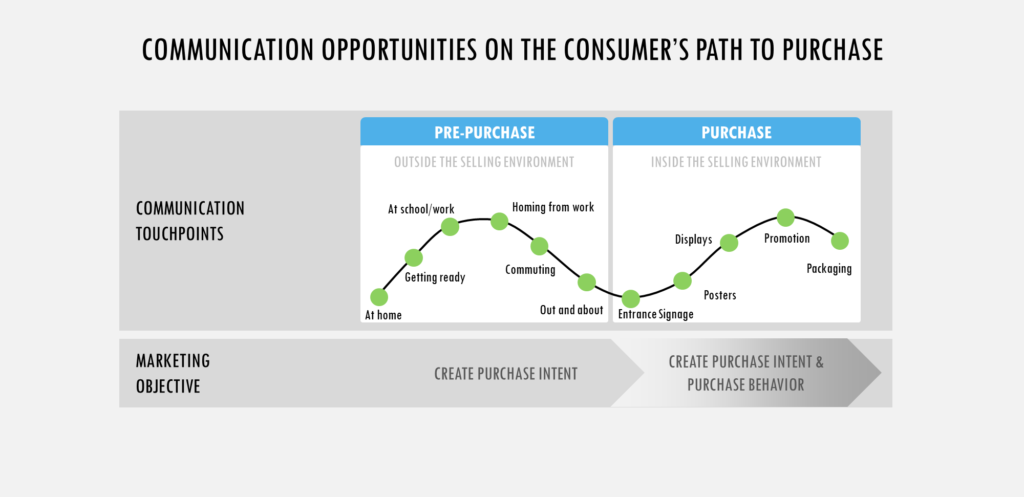 COMMUNICATION OPPORTUNITIES ON THE CONSUMER'S PATH TO PURCHASE
PRE-PURCHASE
PURCHASE
OUTSIDE THE SELLING ENVIRONMENT
INSIDE THE SELLING ENVIRONMENT
COMMUNICATION
TOUCHPOINTS
At home
Getting ready
At school/work
Homing from work
Commuting
Out and about
Entrance Signage
Posters
Displays
Promotion
Packaging
MARKETING
OBJECTIVE
CREATE PURCHASE INTENT
CREATE PURCHASE INTENT &
PURCHASE BEHAVIOR